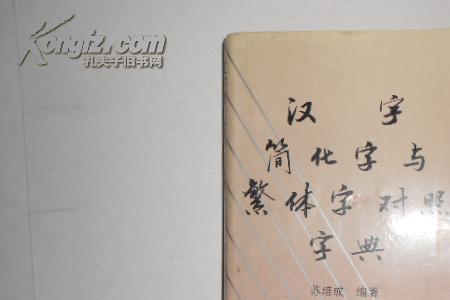 Kongfz.com
孔夫子旧书网
汉字
简化字与
繁体字对照
字典
苏培成 编著